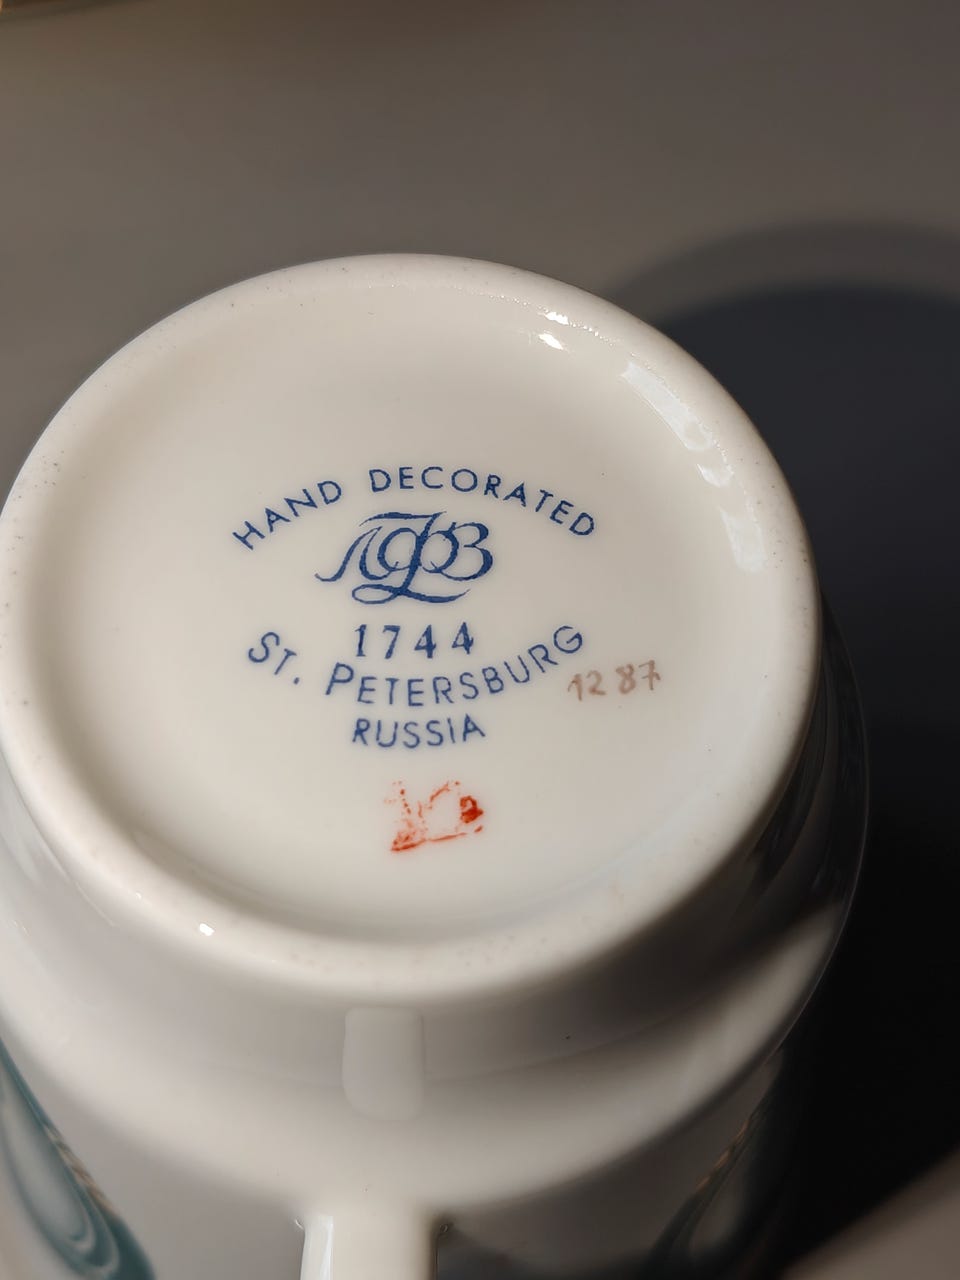 HAND DECORATED
ЛФЗ
1744
ST. PETERSBURG
RUSSIA
1287